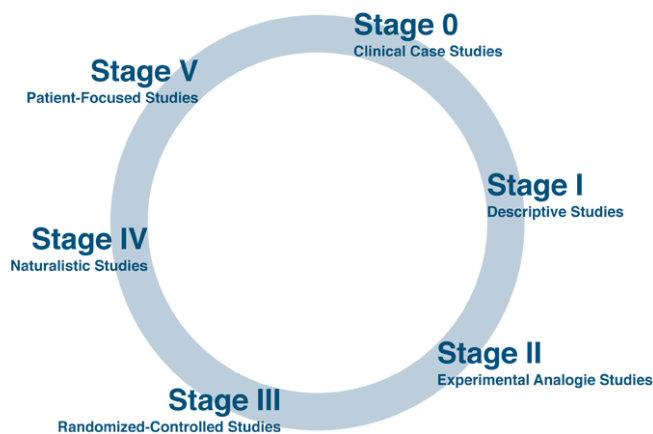 Stage 0
Clinical Case Studies
Stage I
Descriptive Studies
Stage II
Experimental Analogie Studies
Stage III
Randomized-Controlled Studies
Stage IV
Naturalistic Studies
Stage V
Patient-Focused Studies